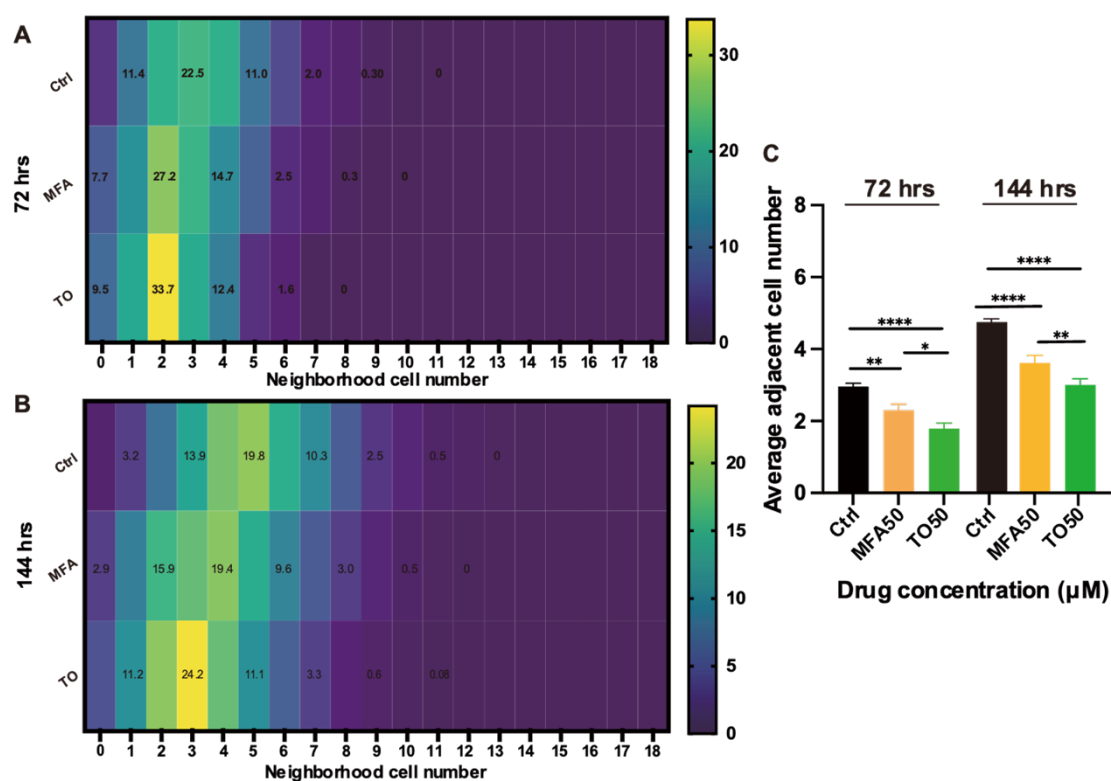 A
Ctrl
11.4 22.5 11.0 2.0 0.30 0
30
72 hrs
MFA
7.7 27.2 14.7 2.5 0.3 0
20
10
TO
9.5 33.7 12.4 1.6 0
0
0 1 2 3 4 5 6 7 8 9 10 11 12 13 14 15 16 17 18
Neighborhood cell number
B
Ctrl
3.2 13.9 19.8 10.3 2.5 0.5 0
20
144 hrs
MFA
2.9 15.9 19.4 9.6 3.0 0.5 0
15
10
TO
11.2 24.2 11.1 3.3 0.6 0.08
5
0
0 1 2 3 4 5 6 7 8 9 10 11 12 13 14 15 16 17 18
Neighborhood cell number
C
72 hrs 144 hrs
Average adjacent cell number
8
6
4
2
0
**** ** *
**** **** **
Ctrl MFA50 TO50 Ctrl MFA50 TO50
Drug concentration (μM)